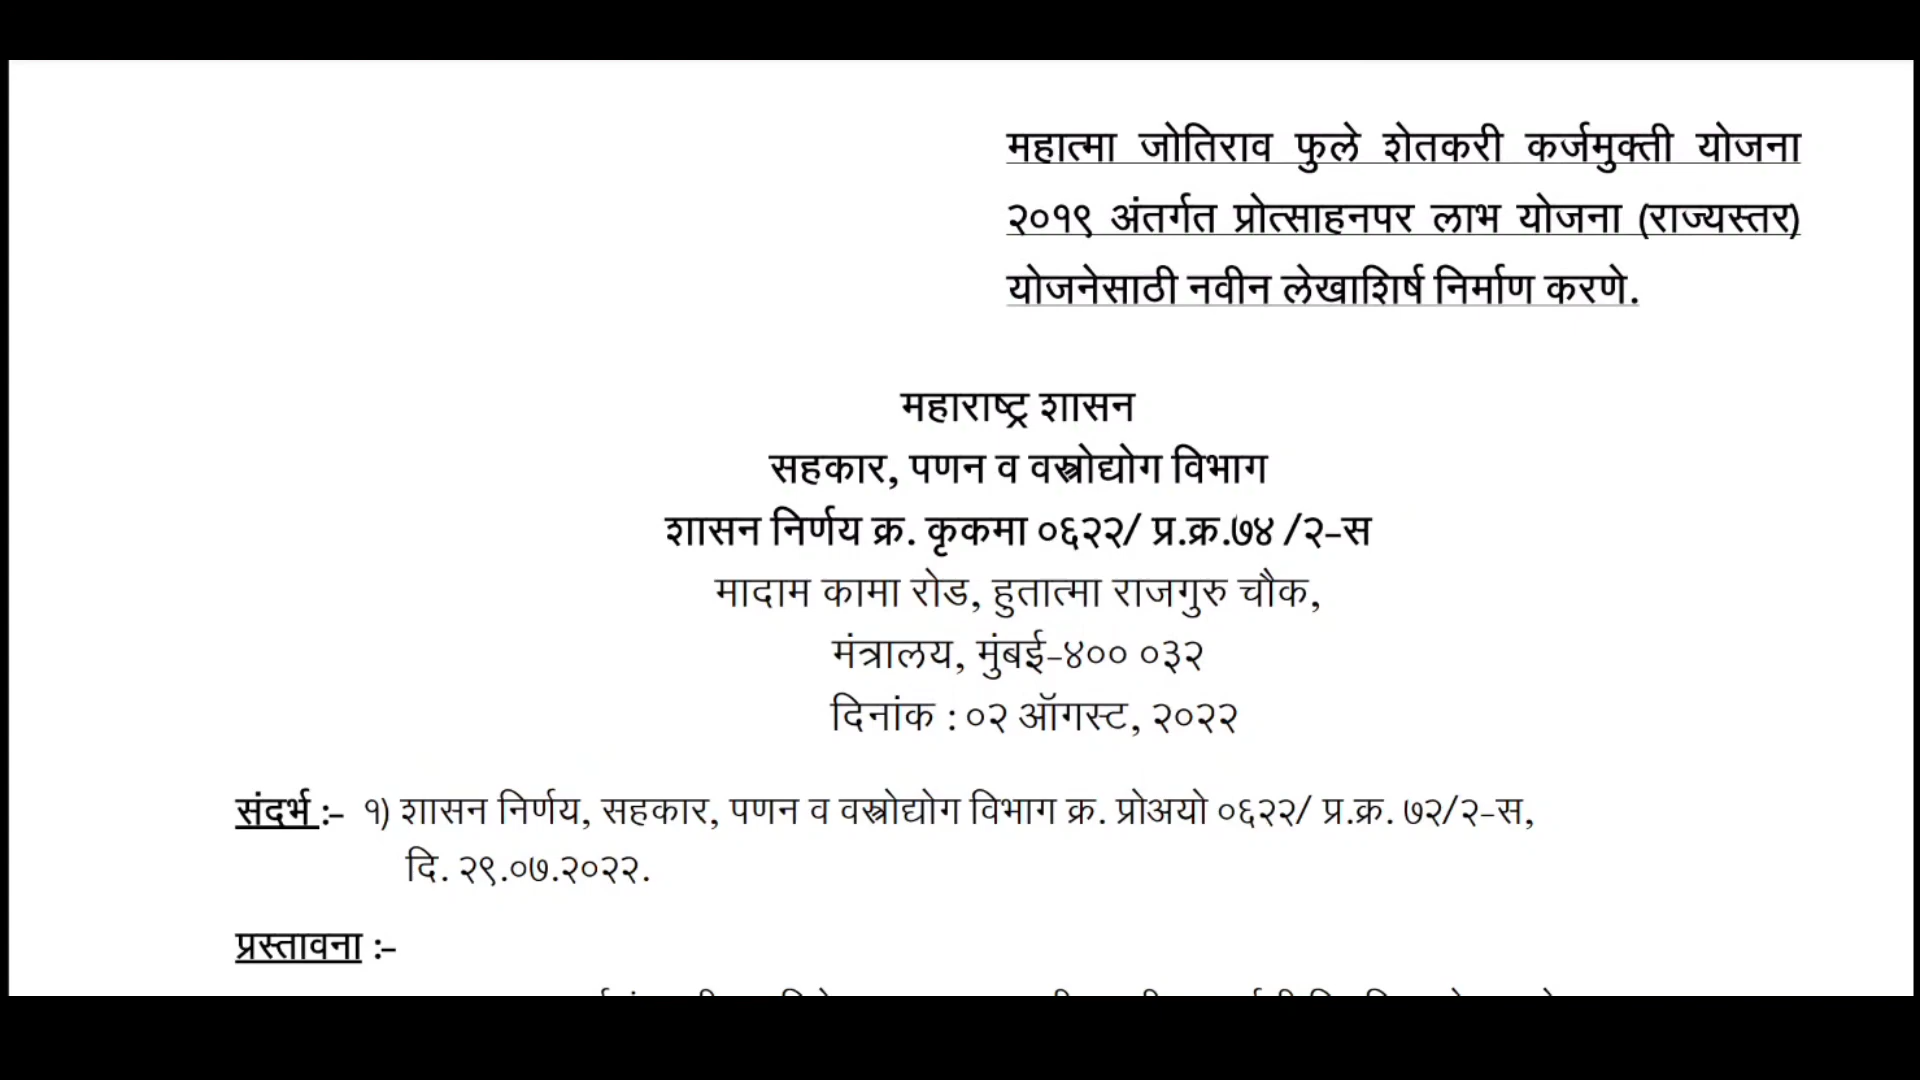 महात्मा जोतिराव फुले शेतकरी कर्जमुक्ती योजना
२०१९ अंतर्गत प्रोत्साहनपर लाभ योजना (राज्यस्तर)
योजनेसाठी नवीन लेखाशिर्ष निर्माण करणे.
महाराष्ट्र शासन
सहकार, पणन व वस्त्रोद्योग विभाग
शासन निर्णय क्र. कृकमा ०६२२/ प्र.क्र.७४ /२-स
मादाम कामा रोड, हुतात्मा राजगुरु चौक,
मंत्रालय, मुंबई-४०० ०३२
दिनांक : ०२ ऑगस्ट, २०२२
संदर्भ :- १) शासन निर्णय, सहकार, पणन व वस्त्रोद्योग विभाग क्र. प्रोअयो ०६२२/ प्र.क्र. ७२/२-स,
दि. २९.०७.२०२२.
प्रस्तावना :-